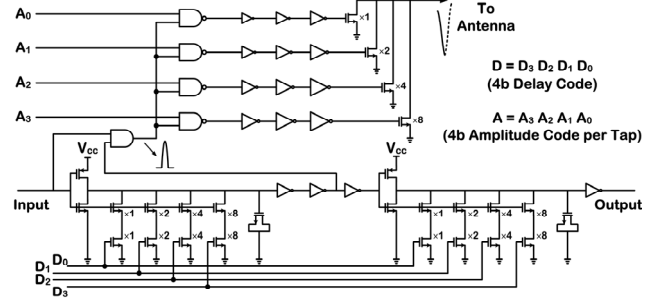 A0
×1
To
Antenna
A1
×2
D = D3 D2 D1 D0
(4b Delay Code)
A2
×4
A3
×8
A = A3 A2 A1 A0
(4b Amplitude Code per Tap)
VCC
VCC
Input
×1 ×2 ×4 ×8
×1 ×2 ×4 ×8
Output
×1 ×2 ×4 ×8
×1 ×2 ×4 ×8
D0
D1
D2
D3